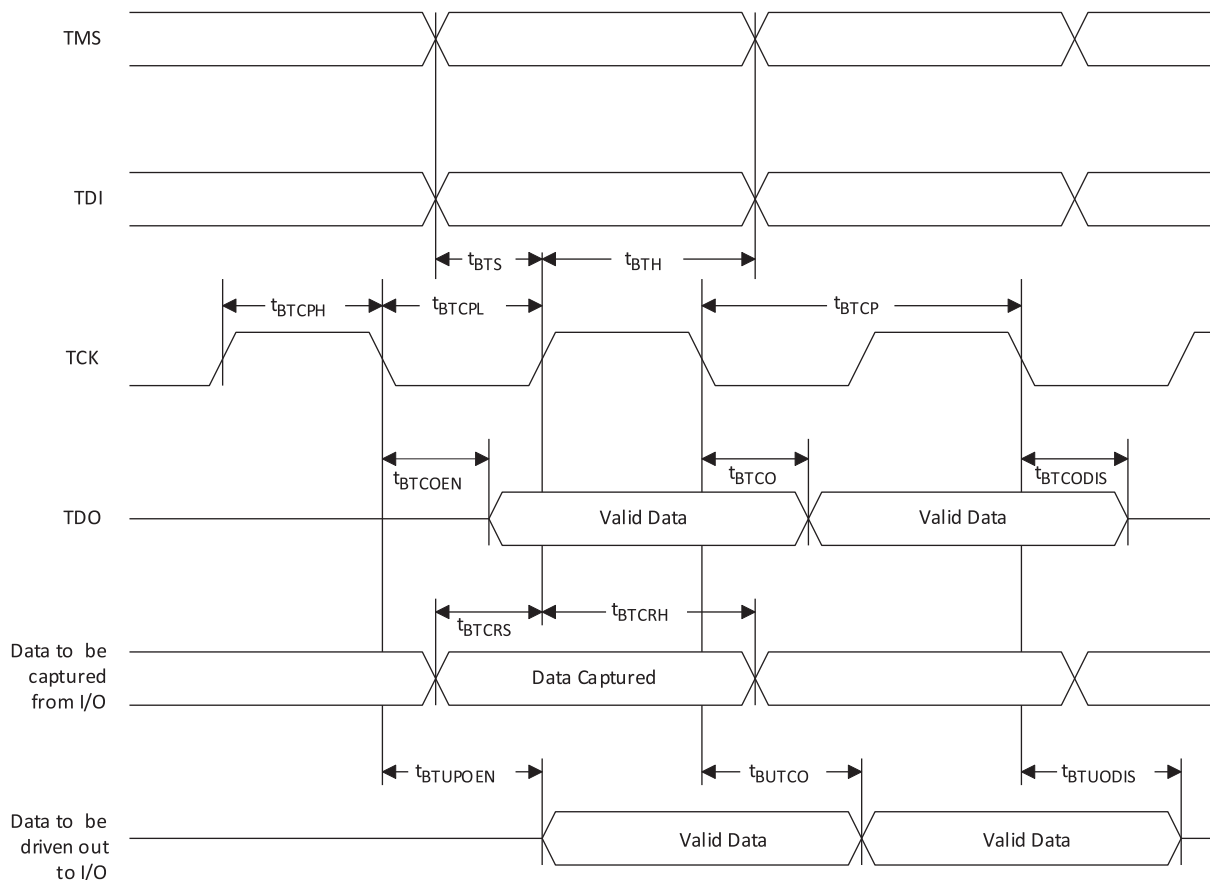 TMS
TDI
tBTS
tBTH
tBTCPH
tBTCPL
tBTCP
TCK
tBTCOEN
tBTCO
tBTCODIS
TDO
Valid Data
Valid Data
tBTCRS
tBTCRH
Data to be
captured
from I/O
Data Captured
tBTUPOEN
tBUTCO
tBTUODIS
Data to be
driven out
to I/O
Valid Data
Valid Data